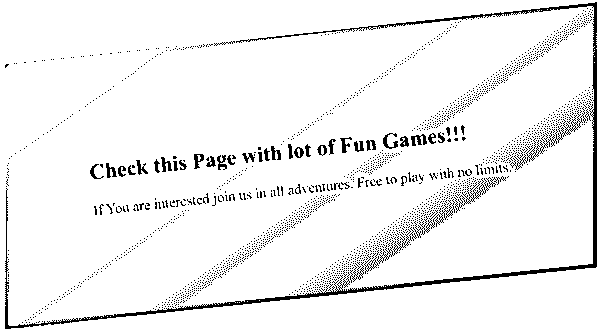 Check this Page with lot of Fun Games!!!
If You are interested join us in all adventures. Free to play with no limits.